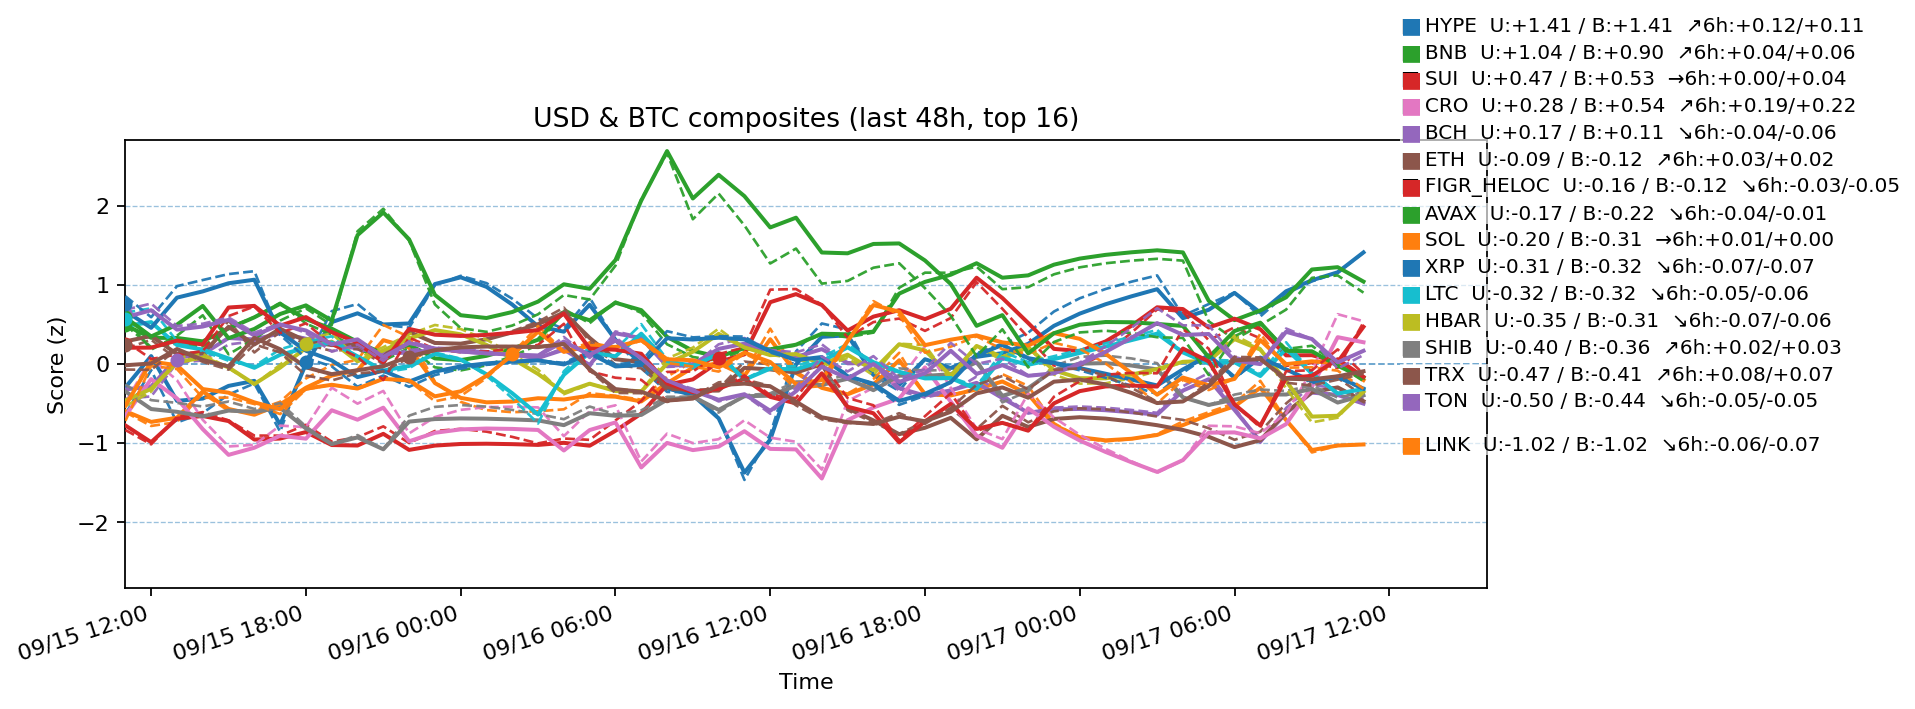 HYPE  U:+1.41 / B:+1.41  ↗6h:+0.12/+0.11
BNB  U:+1.04 / B:+0.90  ↗6h:+0.04/+0.06
SUI  U:+0.47 / B:+0.53  →6h:+0.00/+0.04
CRO  U:+0.28 / B:+0.54  ↗6h:+0.19/+0.22
BCH  U:+0.17 / B:+0.11  ↘6h:-0.04/-0.06
ETH  U:-0.09 / B:-0.12  ↗6h:+0.03/+0.02
FIGR_HELOC  U:-0.16 / B:-0.12  ↘6h:-0.03/-0.05
AVAX  U:-0.17 / B:-0.22  ↘6h:-0.04/-0.01
SOL  U:-0.20 / B:-0.31  →6h:+0.01/+0.00
XRP  U:-0.31 / B:-0.32  ↘6h:-0.07/-0.07
LTC  U:-0.32 / B:-0.32  ↘6h:-0.05/-0.06
HBAR  U:-0.35 / B:-0.31  ↘6h:-0.07/-0.06
SHIB  U:-0.40 / B:-0.36  ↗6h:+0.02/+0.03
TRX  U:-0.47 / B:-0.41  ↗6h:+0.08/+0.07
TON  U:-0.50 / B:-0.44  ↘6h:-0.05/-0.05
LINK  U:-1.02 / B:-1.02  ↘6h:-0.06/-0.07
USD & BTC composites (last 48h, top 16)
Score (z)
2
1
0
−1
−2
09/15 12:00
09/15 18:00
09/16 00:00
09/16 06:00
09/16 12:00
09/16 18:00
09/17 00:00
09/17 06:00
09/17 12:00
Time